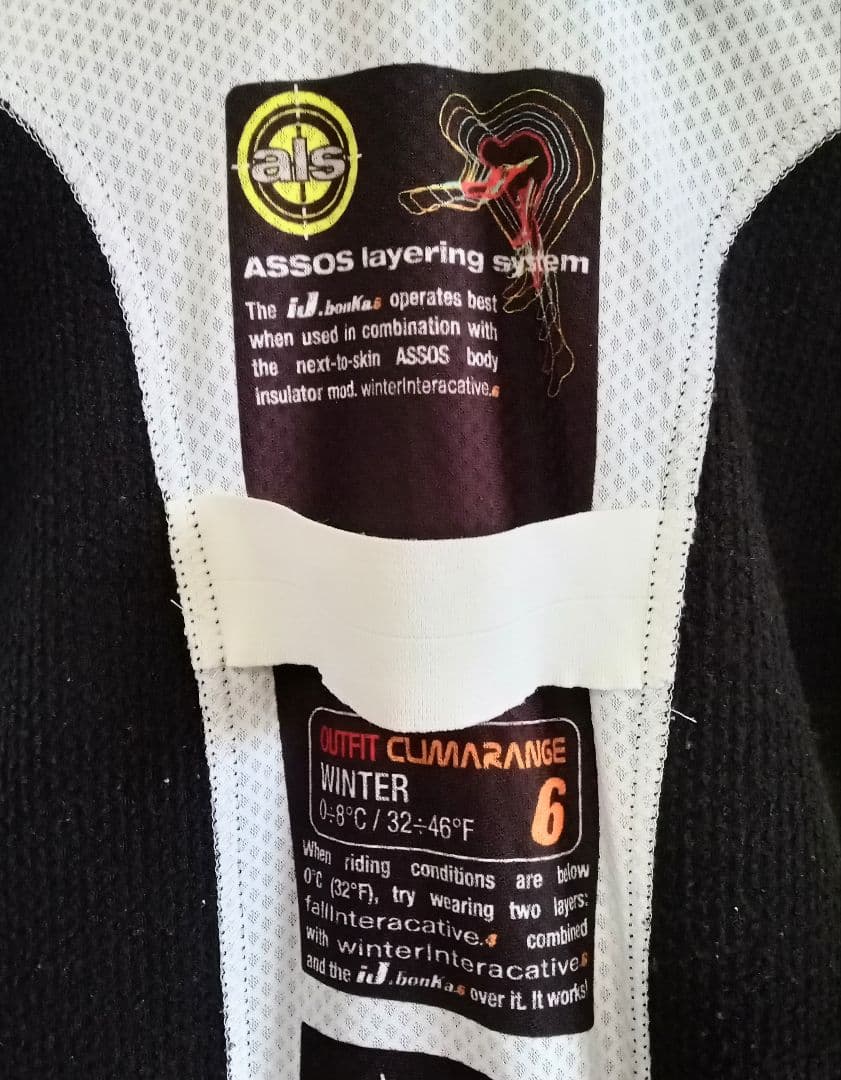 als
ASSOS layering system
The iJ.bonKa.6 operates best
when used in combination with
the next-to-skin ASSOS body
insulator mod. winterInteracative.6
OUTFIT CLIMARANGE
WINTER
6
0÷8°C / 32÷46°F
When riding conditions are below
0°C (32°F), try wearing two layers:
fallInteracative.4 combined
with winterInteracative.6
and the iJ.bonKa.6 over it. It works!